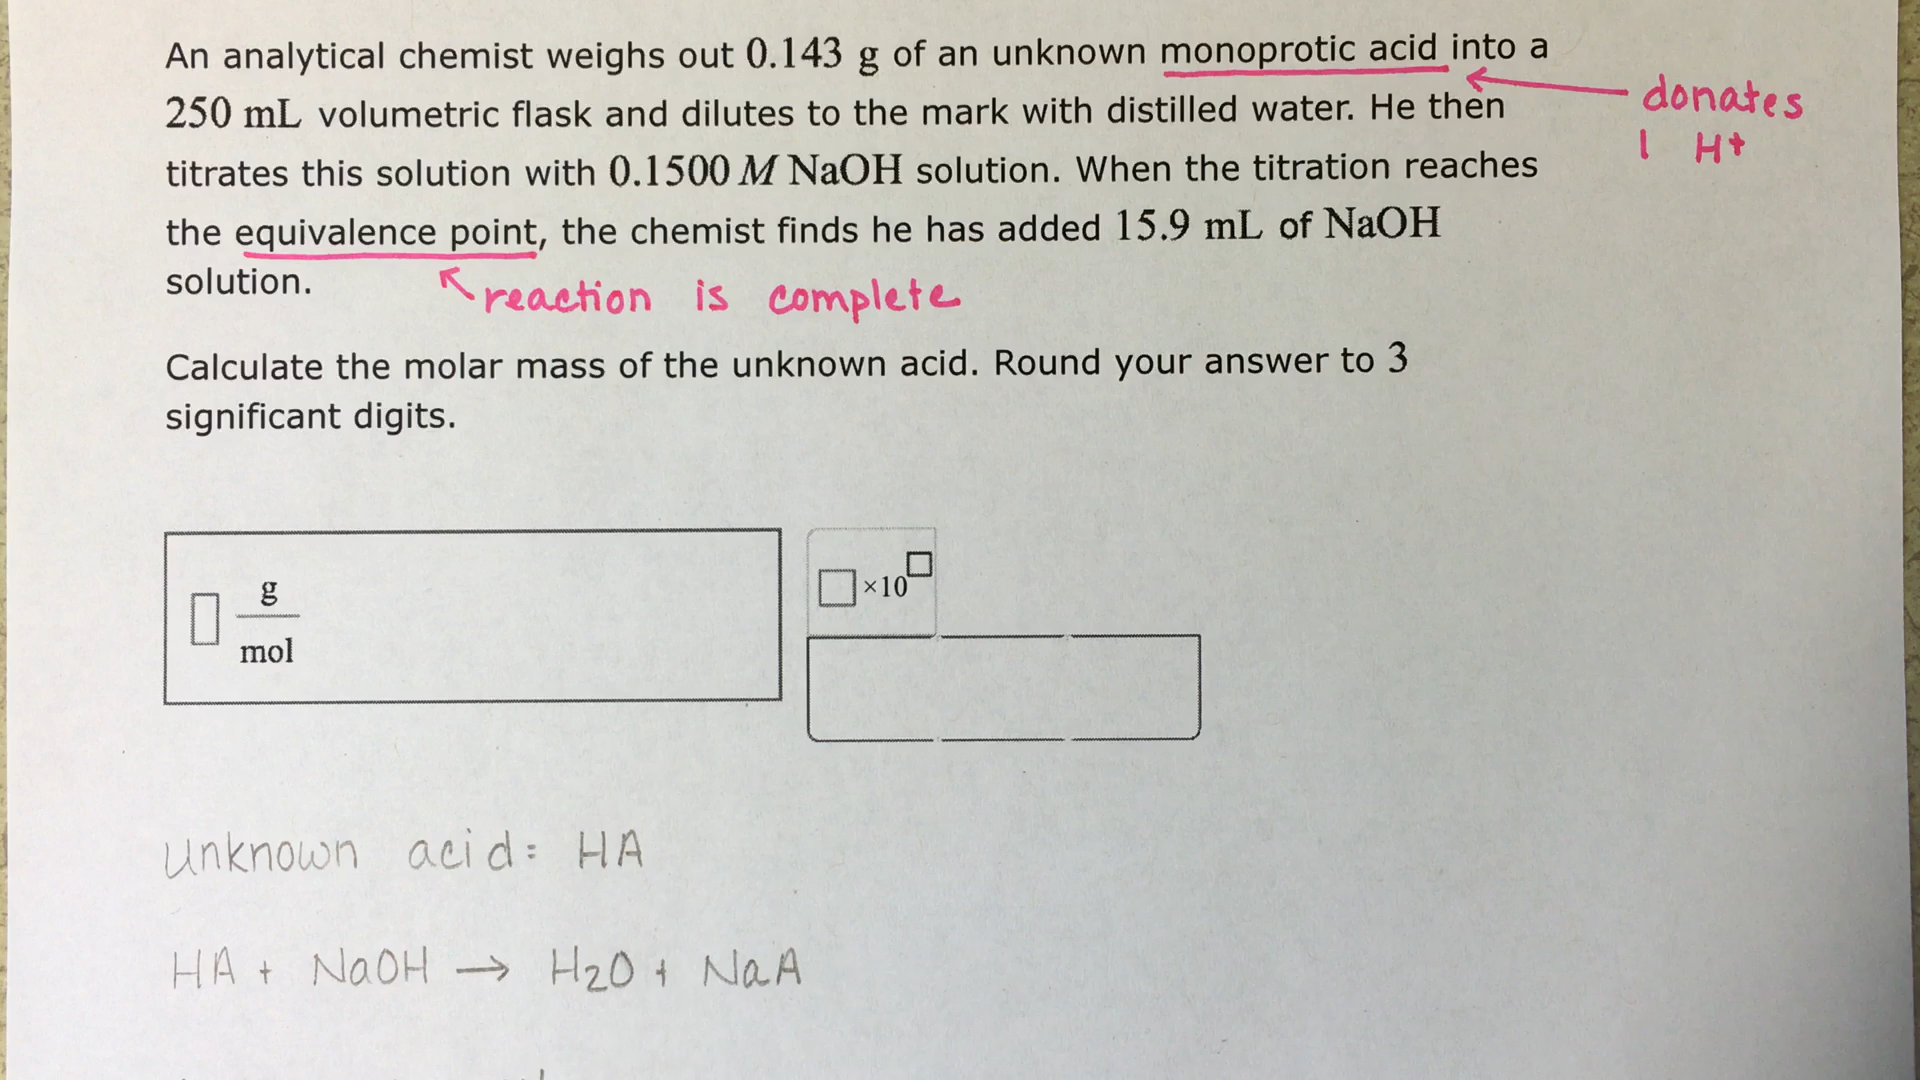 An analytical chemist weighs out 0.143 g of an unknown monoprotic acid into a
250 mL volumetric flask and dilutes to the mark with distilled water. He then
donates
1 H+
titrates this solution with 0.1500 M NaOH solution. When the titration reaches
the equivalence point, the chemist finds he has added 15.9 mL of NaOH
solution.
reaction is complete
Calculate the molar mass of the unknown acid. Round your answer to 3
significant digits.
g
mol
×10
Unknown acid: HA
HA + NaOH → H2O + NaA